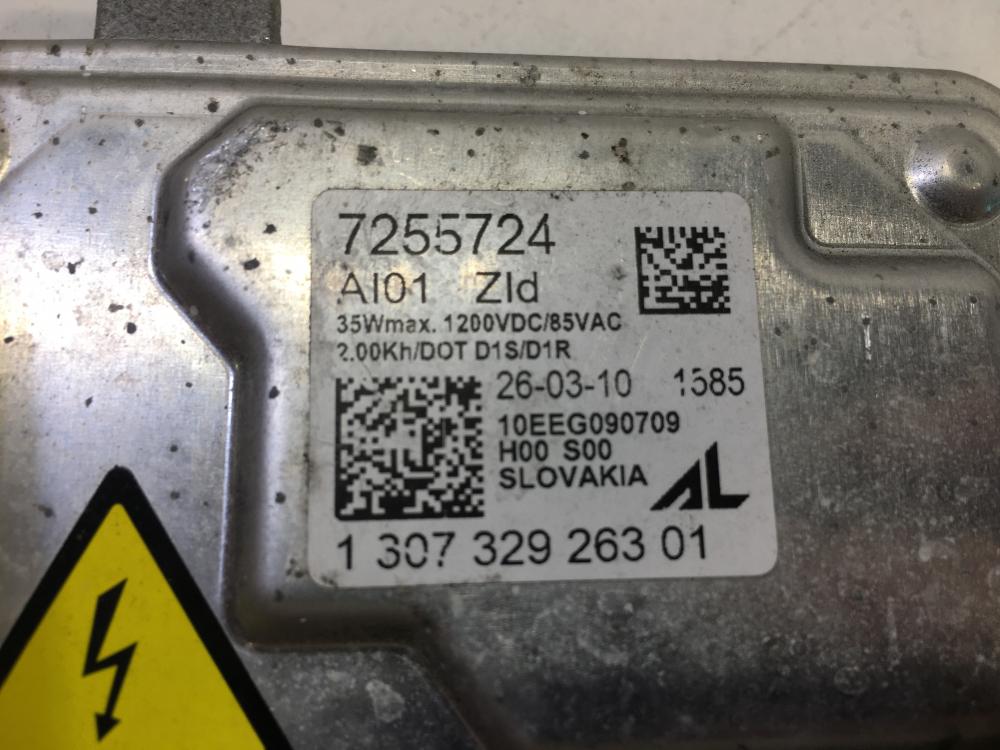 7255724
AI01 ZId
35Wmax. 1200VDC/85VAC
2.00Kh/DOT D1S/D1R
26-03-10 1585
10EEG090709
H00 S00
SLOVAKIA AL
1 307 329 263 01